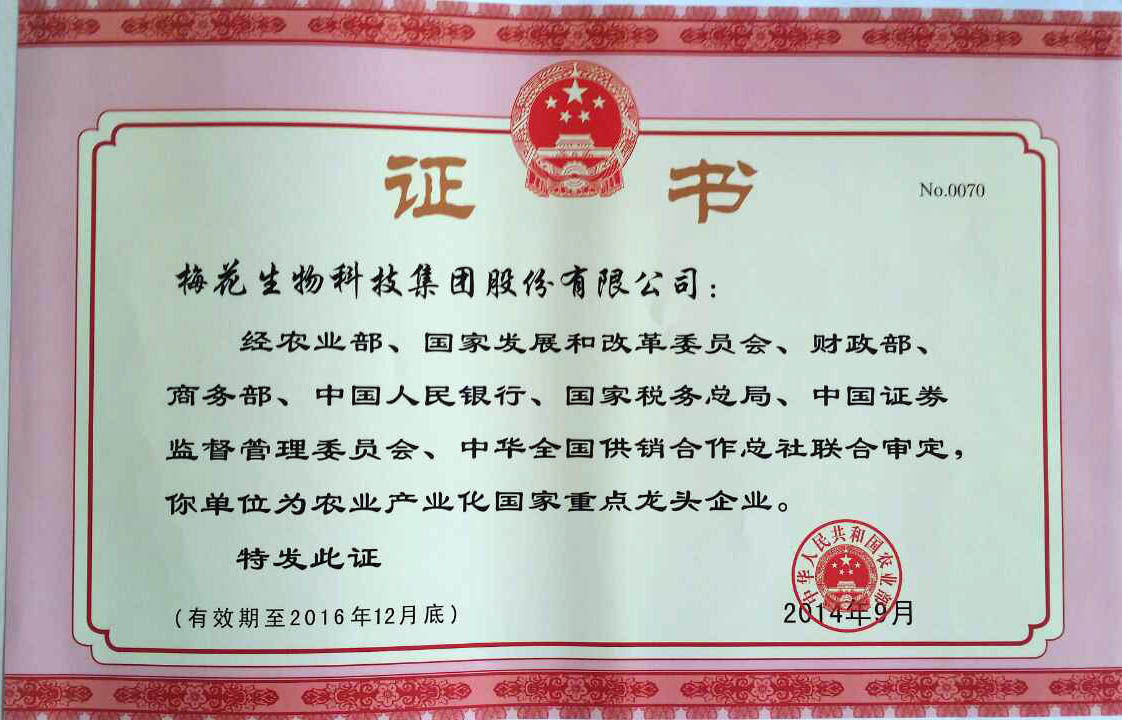 证书
No.0070
梅花生物科技集团股份有限公司：
经农业部、国家发展和改革委员会、财政部、
商务部、中国人民银行、国家税务总局、中国证券
监督管理委员会、中华全国供销合作总社联合审定，
你单位为农业产业化国家重点龙头企业。
特发此证
中华人民共和国农业部
（有效期至2016年12月底）
2014年9月